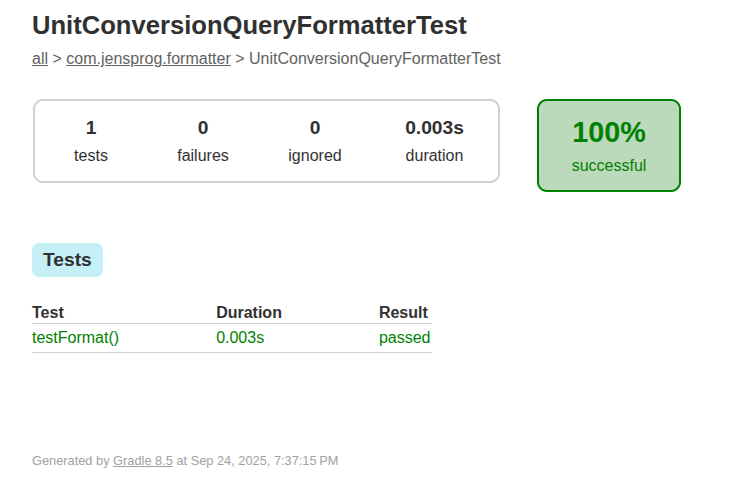 UnitConversionQueryFormatterTest
all > com.jensprog.formatter > UnitConversionQueryFormatterTest
1 0 0 0.003s
tests failures ignored duration
100%
successful
Tests
Test Duration Result
testFormat() 0.003s passed
Generated by Gradle 8.5 at Sep 24, 2025, 7:37:15 PM